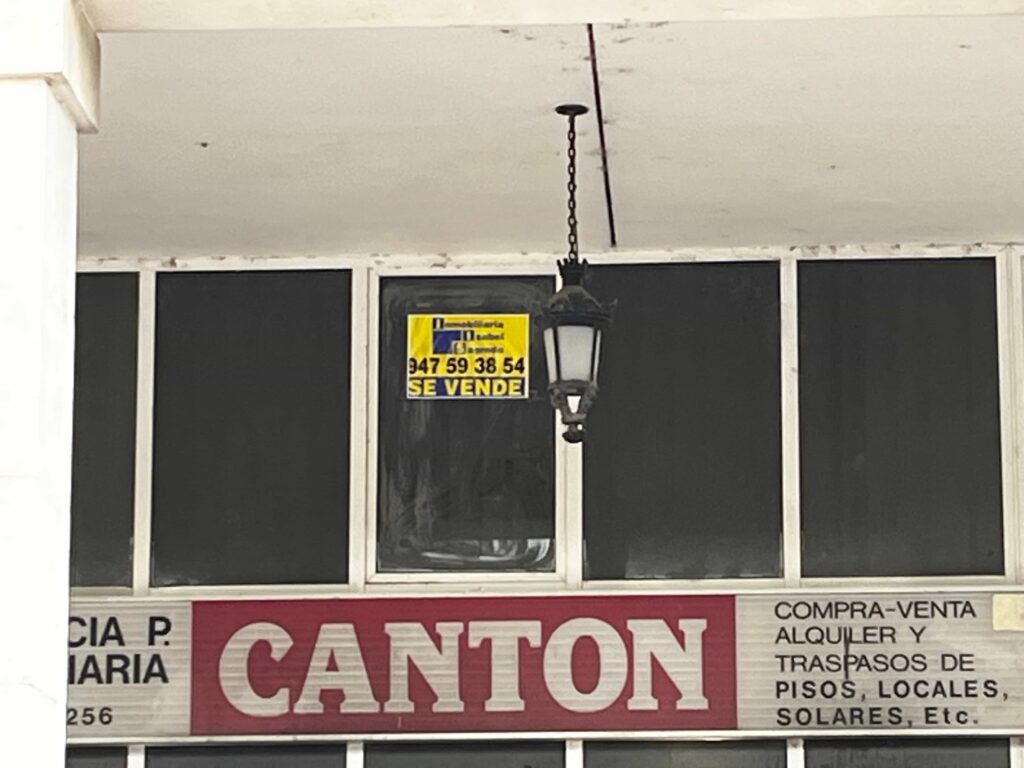 Inmobiliaria
Isabel
947 59 38 54
SE VENDE
CIA P.
IARIA
256
CANTON
COMPRA-VENTA
ALQUILER Y
TRASPASOS DE
PISOS, LOCALES,
SOLARES, Etc.